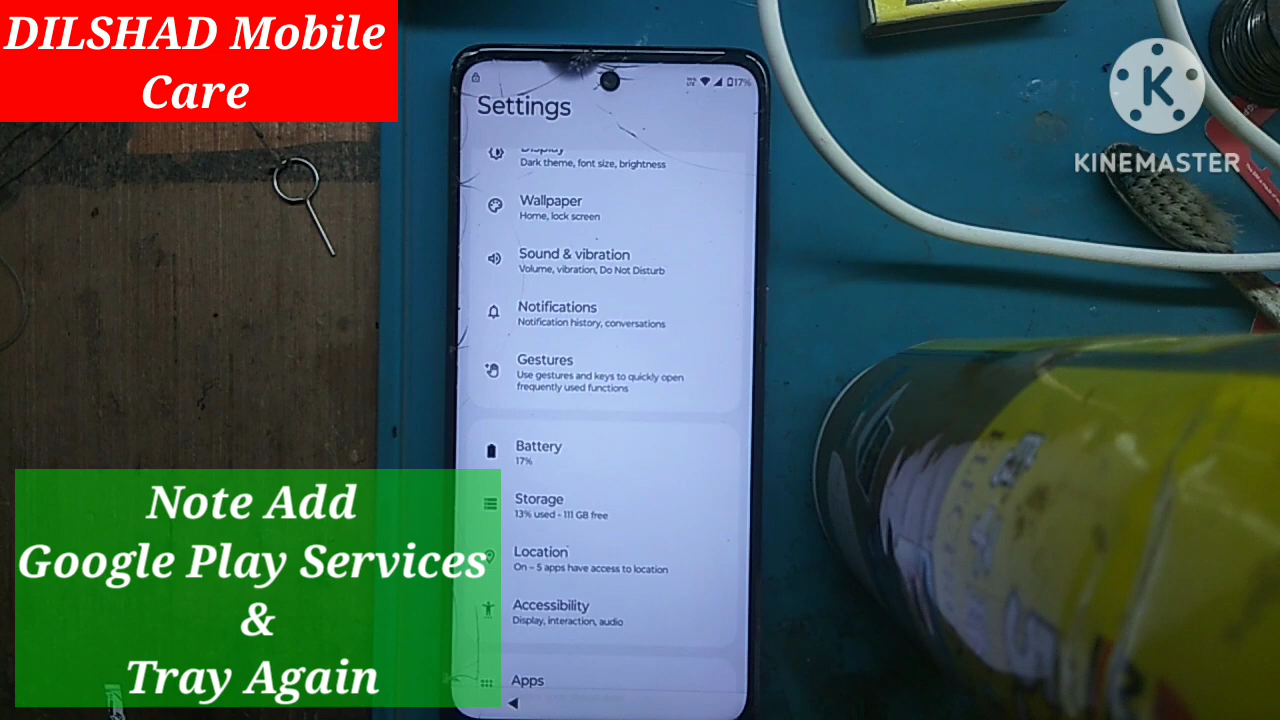 DILSHAD Mobile
Care
17%
Settings
Display
Dark theme, font size, brightness
Wallpaper
Home, lock screen
Sound & vibration
Volume, vibration, Do Not Disturb
Notifications
Notification history, conversations
Gestures
Use gestures and keys to quickly open
frequently used functions
Battery
17%
Storage
13% used - 111 GB free
Location
On - 5 apps have access to location
Accessibility
Display, interaction, audio
Apps
Note Add
Google Play Services
&
Tray Again
K
KINEMASTER